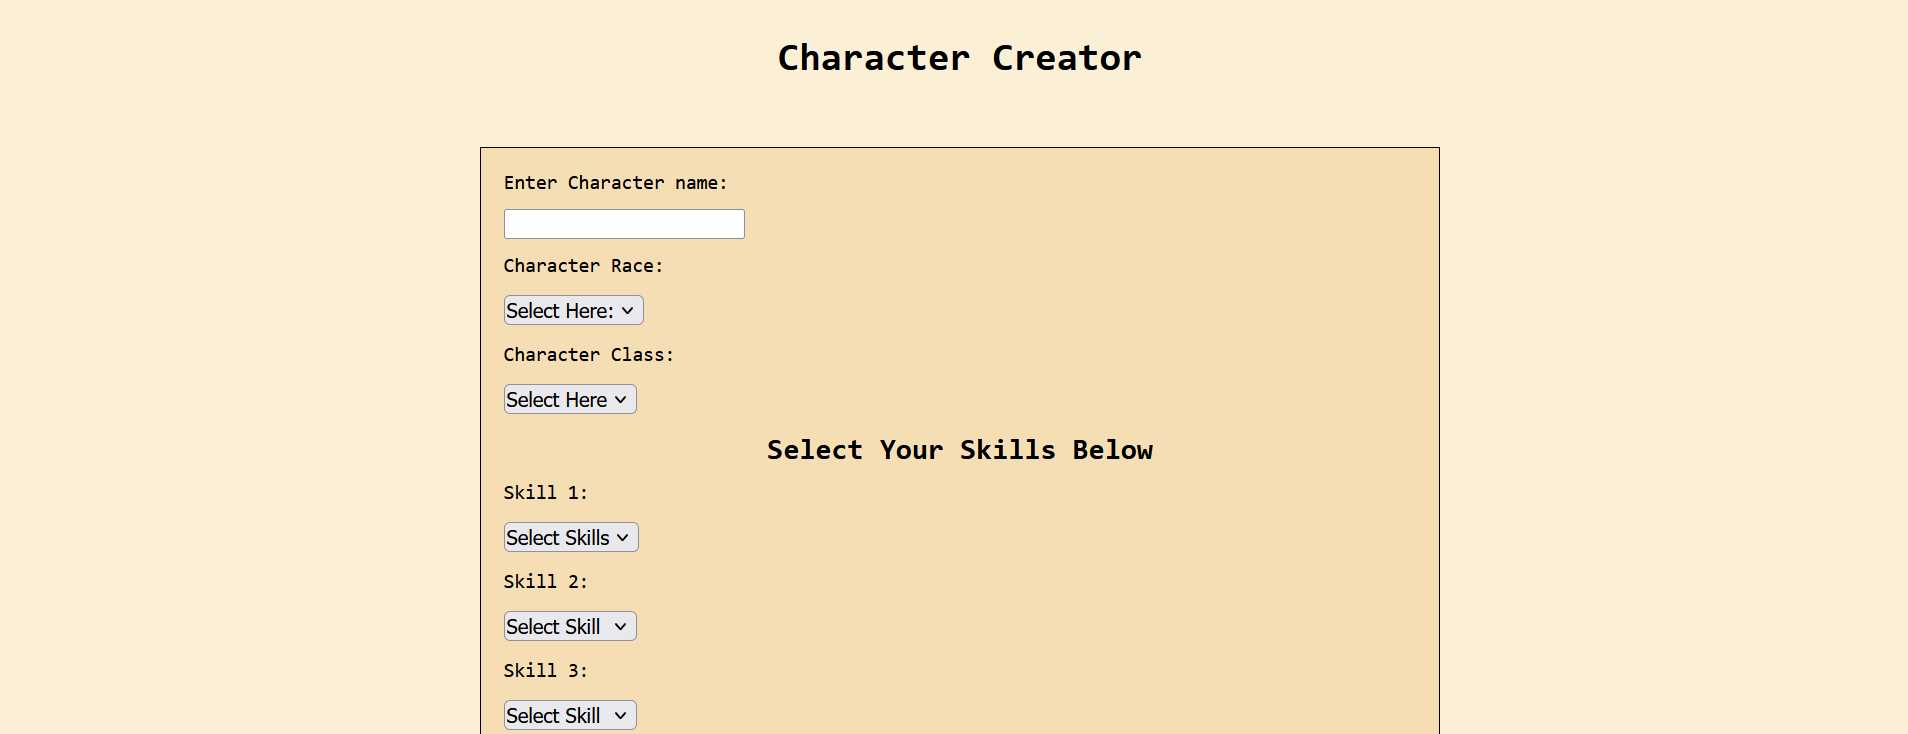 Character Creator
Enter Character name:
Character Race:
Select Here:
Character Class:
Select Here
Select Your Skills Below
Skill 1:
Select Skills
Skill 2:
Select Skill
Skill 3:
Select Skill